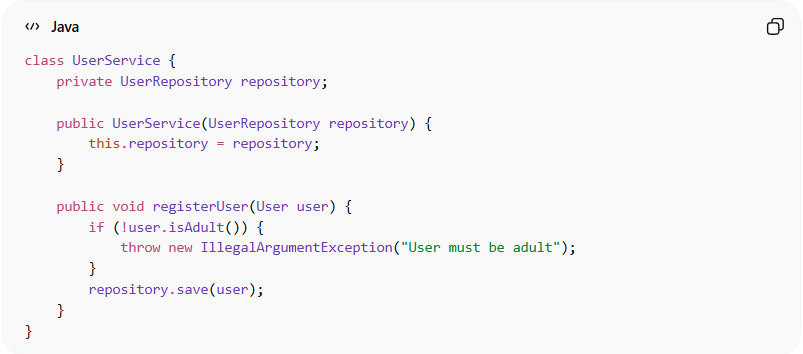 </> Java
class UserService {
    private UserRepository repository;

    public UserService(UserRepository repository) {
        this.repository = repository;
    }

    public void registerUser(User user) {
        if (!user.isAdult()) {
            throw new IllegalArgumentException("User must be adult");
        }
        repository.save(user);
    }
}